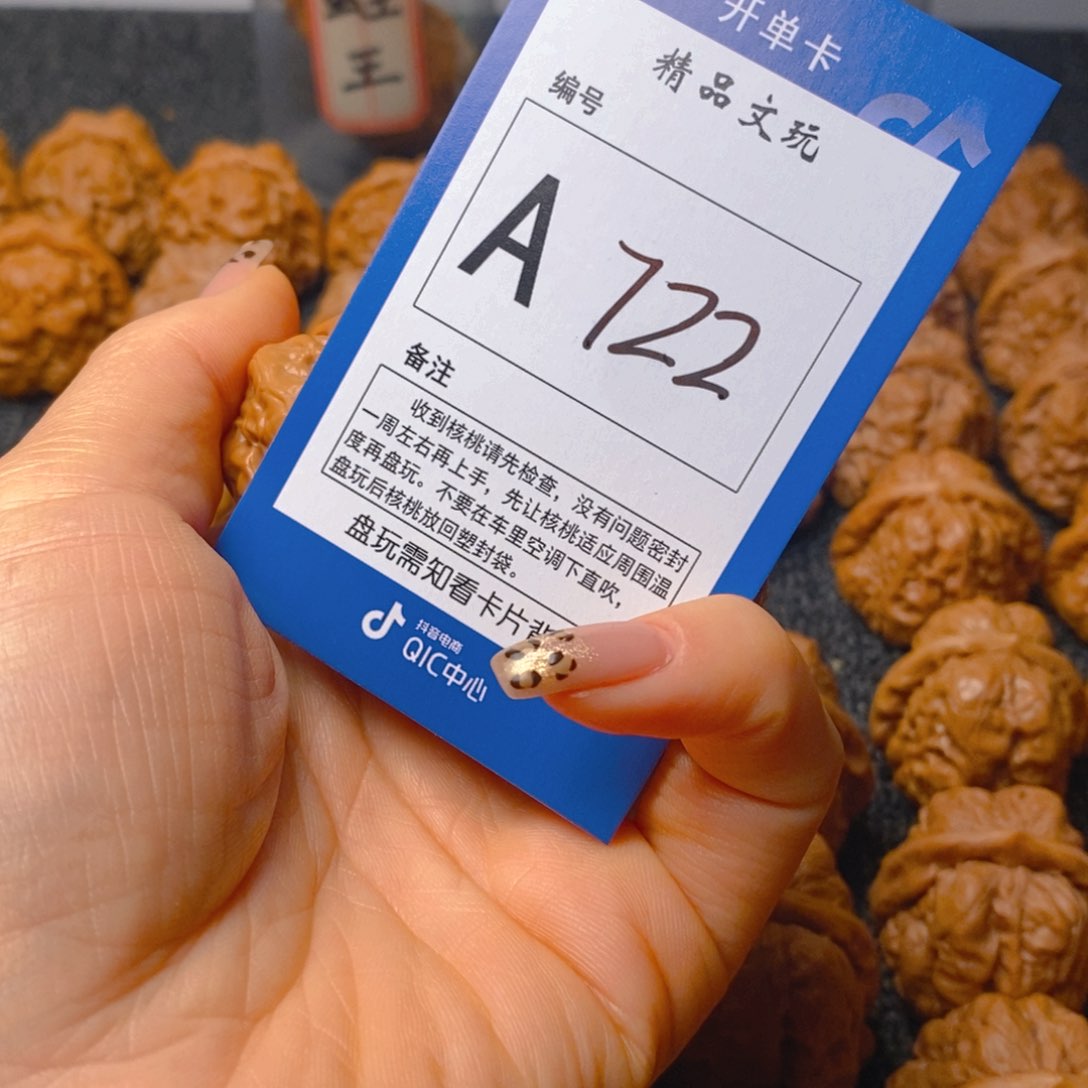 王
开单卡
精品文玩
编号
A 722
备注
收到核桃请先检查，没有问题密封
一周左右再上手，先让核桃适应周围温
度再盘玩。不要在车里空调下直吹，
盘玩后核桃放回塑封袋。
盘玩需知看卡片背
抖音电商
QIC中心